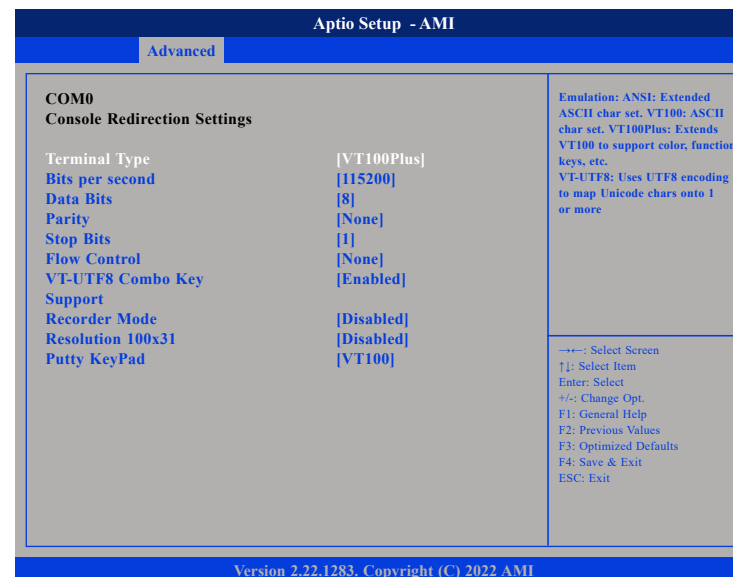 Aptio Setup - AMI
Advanced
COM0
Console Redirection Settings
Terminal Type [VT100Plus]
Bits per second [115200]
Data Bits [8]
Parity [None]
Stop Bits [1]
Flow Control [None]
VT-UTF8 Combo Key [Enabled]
Support
Recorder Mode [Disabled]
Resolution 100x31 [Disabled]
Putty KeyPad [VT100]
Emulation: ANSI: Extended
ASCII char set. VT100: ASCII
char set. VT100Plus: Extends
VT100 to support color, function
keys, etc.
VT-UTF8: Uses UTF8 encoding
to map Unicode chars onto 1
or more
→←: Select Screen
↑↓: Select Item
Enter: Select
+/-: Change Opt.
F1: General Help
F2: Previous Values
F3: Optimized Defaults
F4: Save & Exit
ESC: Exit
Version 2.22.1283. Copyright (C) 2022 AMI